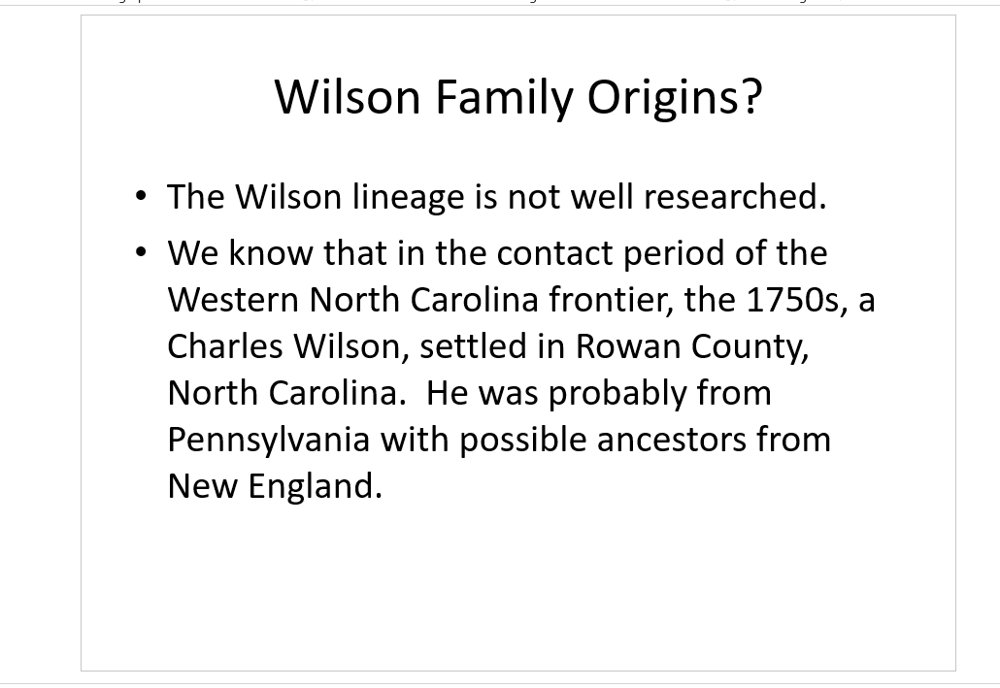 Wilson Family Origins?
• The Wilson lineage is not well researched.
• We know that in the contact period of the
Western North Carolina frontier, the 1750s, a
Charles Wilson, settled in Rowan County,
North Carolina.  He was probably from
Pennsylvania with possible ancestors from
New England.